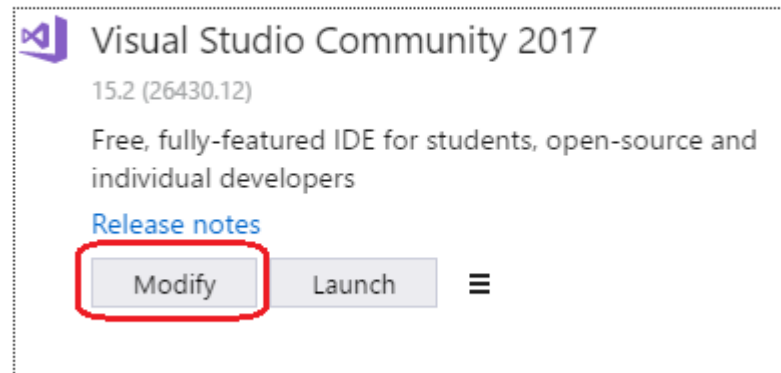 Visual Studio Community 2017
15.2 (26430.12)
Free, fully-featured IDE for students, open-source and
individual developers
Release notes
Modify Launch